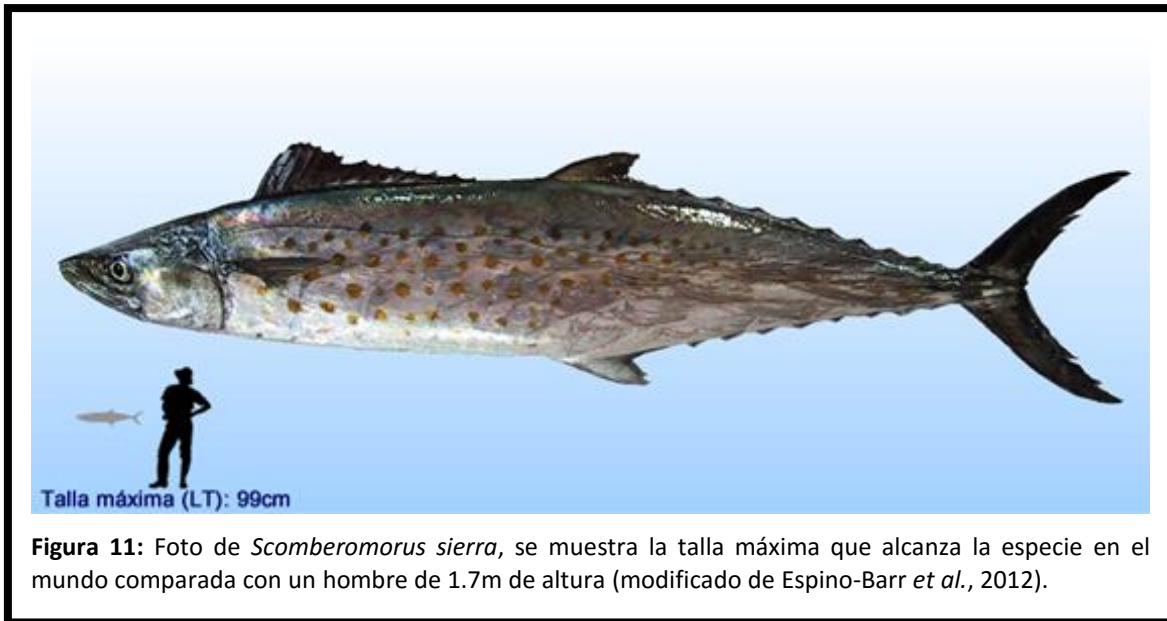 Talla máxima (LT): 99cm
Figura 11: Foto de Scomberomorus sierra, se muestra la talla máxima que alcanza la especie en el
mundo comparada con un hombre de 1.7m de altura (modificado de Espino-Barr et al., 2012).